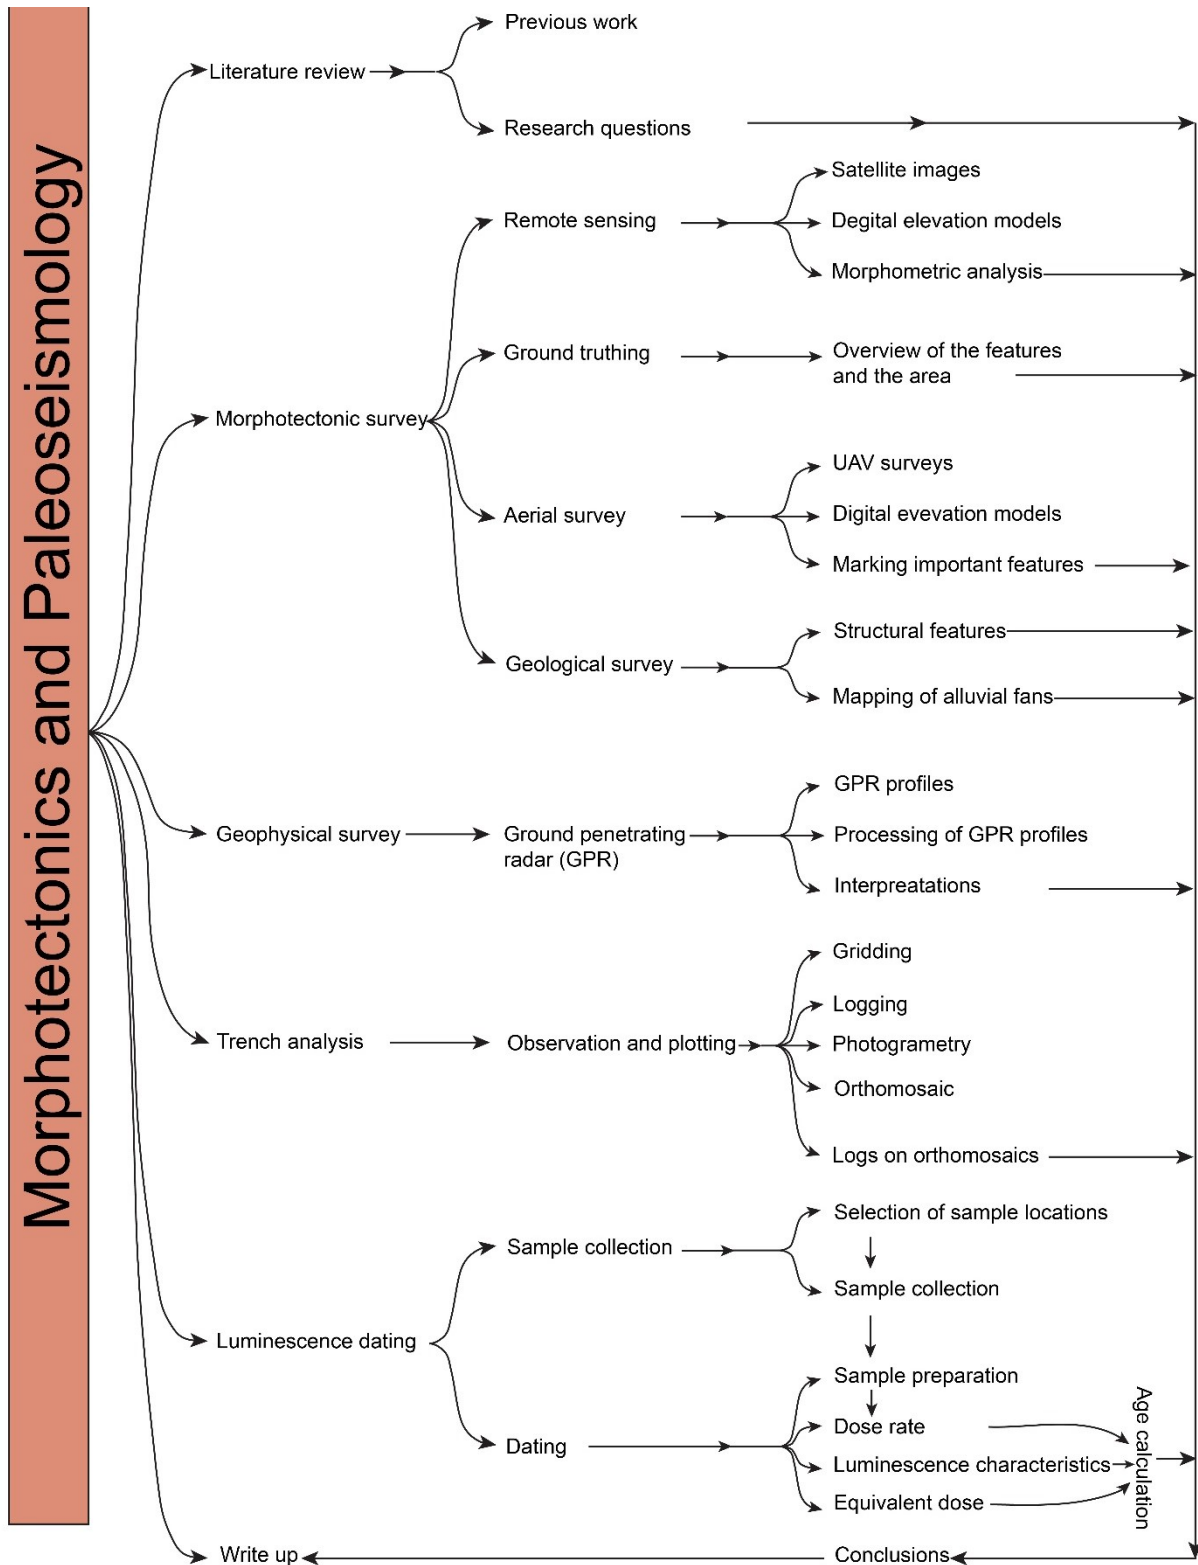 Morphotectonics and Paleoseismology
Literature review
Previous work
Research questions
Morphotectonic survey
Remote sensing
Satellite images
Degital elevation models
Morphometric analysis
Ground truthing
Overview of the features
and the area
Aerial survey
UAV surveys
Digital evevation models
Marking important features
Geological survey
Structural features
Mapping of alluvial fans
Geophysical survey
Ground penetrating
radar (GPR)
GPR profiles
Processing of GPR profiles
Interpreatations
Trench analysis
Observation and plotting
Gridding
Logging
Photogrametry
Orthomosaic
Logs on orthomosaics
Luminescence dating
Sample collection
Selection of sample locations
Sample collection
Dating
Sample preparation
Dose rate
Luminescence characteristics
Equivalent dose
Age calculation
Write up
Conclusions